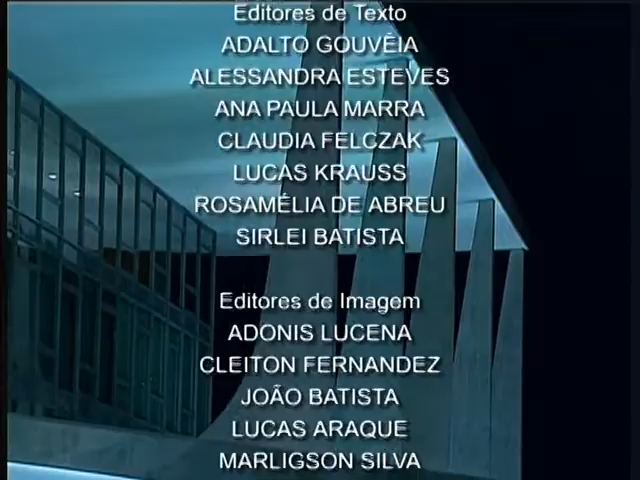 Editores de Texto
ADALTO GOUVÊIA
ALESSANDRA ESTEVES
ANA PAULA MARRA
CLAUDIA FELCZAK
LUCAS KRAUSS
ROSAMÉLIA DE ABREU
SIRLEI BATISTA
Editores de Imagem
ADONIS LUCENA
CLEITON FERNANDEZ
JOÃO BATISTA
LUCAS ARAQUE
MARLIGSON SILVA